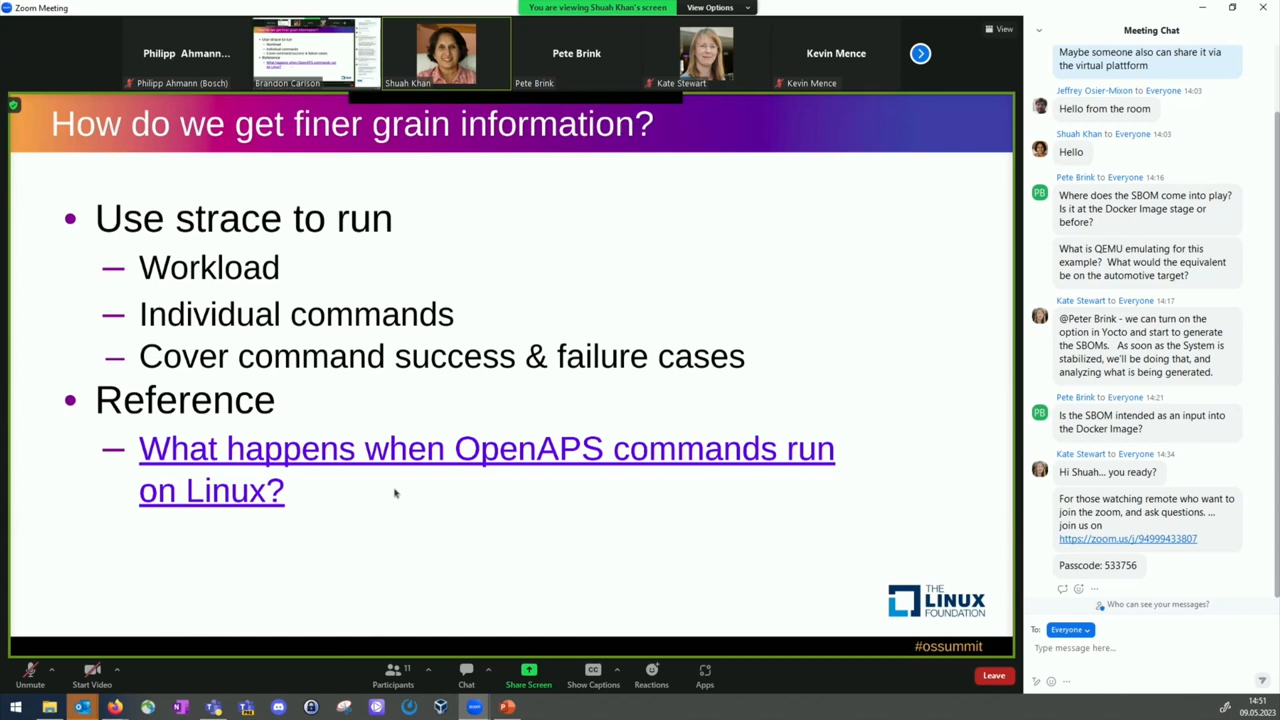 Zoom Meeting
You are viewing Shuah Khan's screen
View Options
View
Philipp Ahmann...
Pete Brink
Kevin Mence
Philipp Ahmann (Bosch)
Brandon Carlson
Shuah Khan
Pete Brink
Kate Stewart
Kevin Mence
How do we get finer grain information?
• Use strace to run
– Workload
– Individual commands
– Cover command success & failure cases
• Reference
– What happens when OpenAPS commands run
on Linux?
THE
LINUX
FOUNDATION
#ossummit
Unmute
Start Video
11
Participants
Chat
Share Screen
CC
Show Captions
Reactions
Apps
Leave
Meeting Chat
Maybe someone also can share it via
the virtual plattform
Jeffrey Osier-Mixon to Everyone 14:03
Hello from the room
Shuah Khan to Everyone 14:03
Hello
Pete Brink to Everyone 14:16
PB
Where does the SBOM come into play?
Is it at the Docker Image stage or
before?
What is QEMU emulating for this
example? What would the equivalent
be on the automotive target?
Kate Stewart to Everyone 14:17
@Peter Brink - we can turn on the
option in Yocto and start to generate
the SBOMs. As soon as the System is
stabilized, we'll be doing that, and
analyzing what is being generated.
Pete Brink to Everyone 14:21
PB
Is the SBOM intended as an input into
the Docker Image?
Kate Stewart to Everyone 14:34
Hi Shuah... you ready?
For those watching remote who want to
join the zoom, and ask questions. ...
join us on
https://zoom.us/j/94999433807
Passcode: 533756
Who can see your messages?
To: Everyone
Type message here...
14:51
09.05.2023